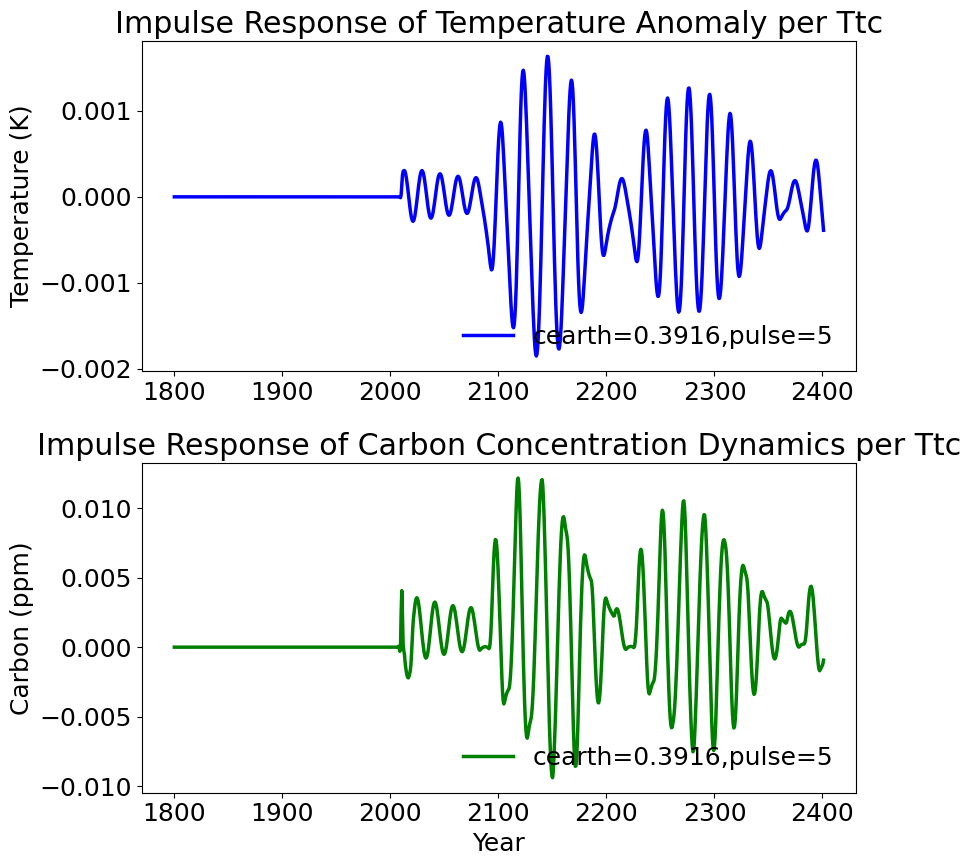 Impulse Response of Temperature Anomaly per Ttc
Temperature (K)
0.001
0.000
−0.001
−0.002
cearth=0.3916,pulse=5
1800 1900 2000 2100 2200 2300 2400
Impulse Response of Carbon Concentration Dynamics per Ttc
Carbon (ppm)
0.010
0.005
0.000
−0.005
−0.010
cearth=0.3916,pulse=5
1800 1900 2000 2100 2200 2300 2400
Year